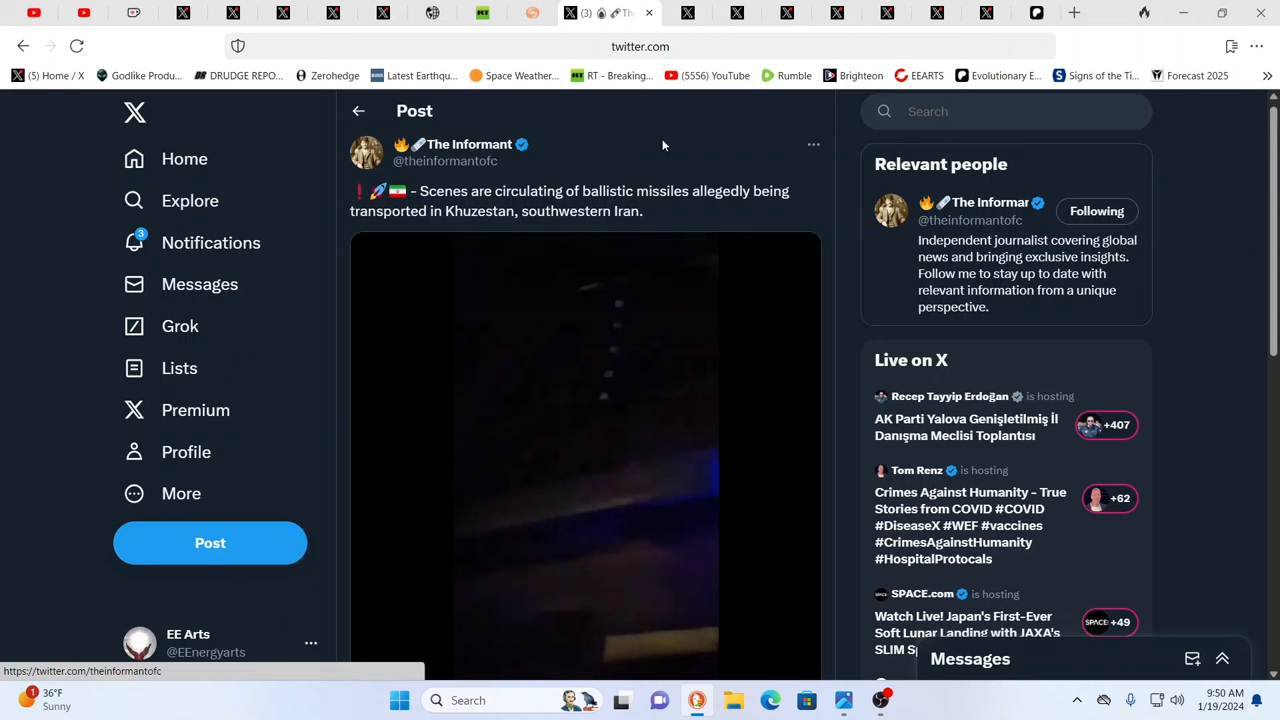 (3) 🔥 🩹The
twitter.com
(5) Home / X
Godlike Produ...
DRUDGE REPO...
Zerohedge
Latest Earthqu...
Space Weather...
RT - Breaking...
(5556) YouTube
Rumble
Brighteon
EEARTS
Evolutionary E...
Signs of the Ti...
Forecast 2025
Home
Explore
3
Notifications
Messages
Grok
Lists
Premium
Profile
More
Post
EE Arts
@EEnergyarts
https://twitter.com/theinformantofc
Post
The Informant
@theinformantofc
❗🚀🇮🇷 - Scenes are circulating of ballistic missiles allegedly being
transported in Khuzestan, southwestern Iran.
Search
Relevant people
The Informar
@theinformantofc
Following
Independent journalist covering global
news and bringing exclusive insights.
Follow me to stay up to date with
relevant information from a unique
perspective.
Live on X
Recep Tayyip Erdoğan is hosting
AK Parti Yalova Genişletilmiş İl
Danışma Meclisi Toplantısı
+407
Tom Renz is hosting
Crimes Against Humanity - True
Stories from COVID #COVID
#DiseaseX #WEF #vaccines
#CrimesAgainstHumanity
#HospitalProtocals
+62
SPACE.com is hosting
Watch Live! Japan's First-Ever
Soft Lunar Landing with JAXA's
SLIM S
SPACE
+49
Messages
1
36°F
Sunny
Search
9:50 AM
1/19/2024